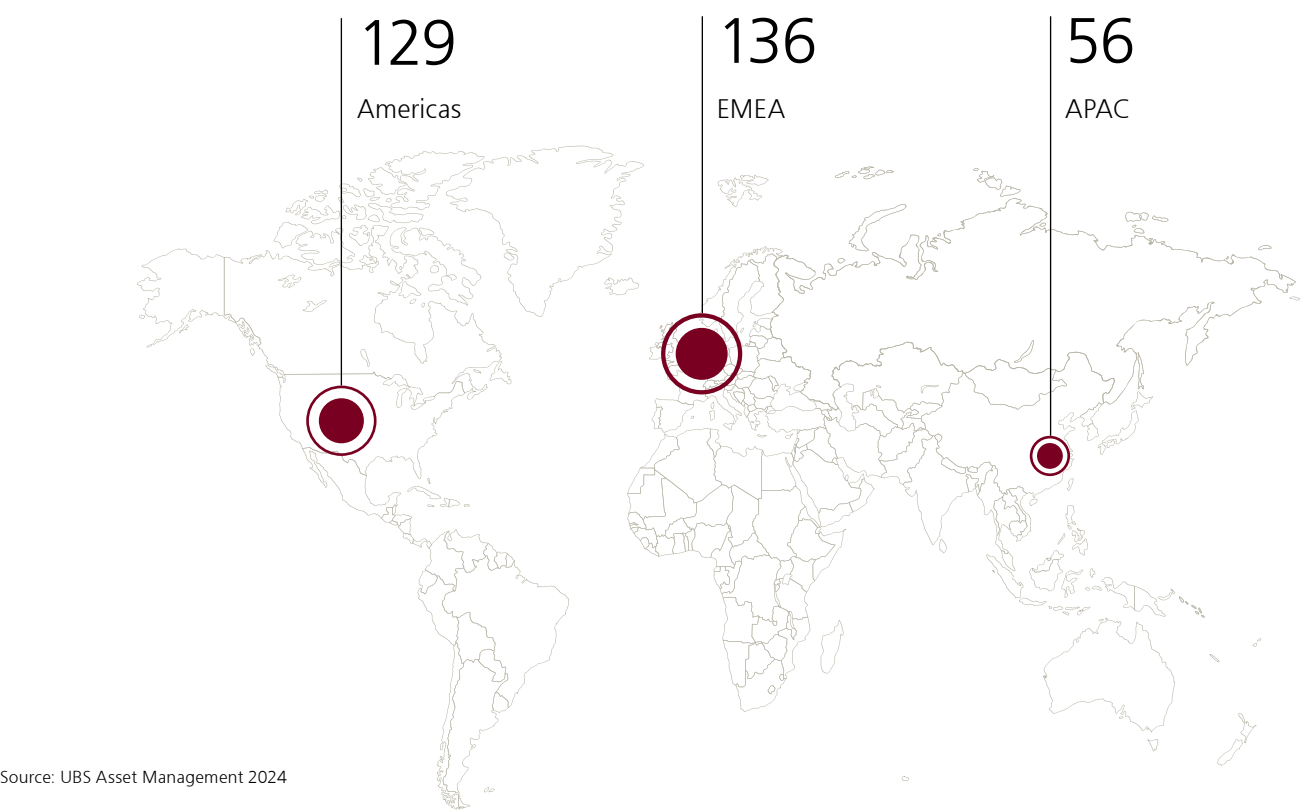 129
Americas
136
EMEA
56
APAC
Source: UBS Asset Management 2024